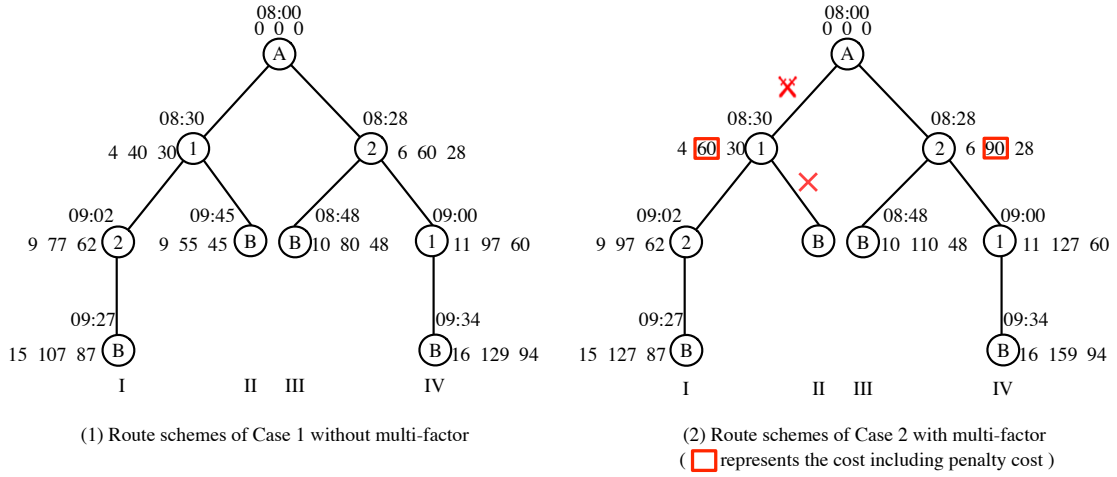 08:00
0 0 0
A
08:30
08:28
4 40 30
1
2
6 60 28
09:02
09:45
08:48
09:00
9 77 62
2
9 55 45
B
B
10 80 48
1
11 97 60
09:27
09:34
15 107 87
B
B
16 129 94
I
II
III
IV
(1) Route schemes of Case 1 without multi-factor
08:00
0 0 0
A
08:30
08:28
4 60 30
1
2
6 90 28
09:02
08:48
09:00
9 97 62
2
B
B
10 110 48
1
11 127 60
09:27
09:34
15 127 87
B
B
16 159 94
I
II
III
IV
(2) Route schemes of Case 2 with multi-factor
( represents the cost including penalty cost )